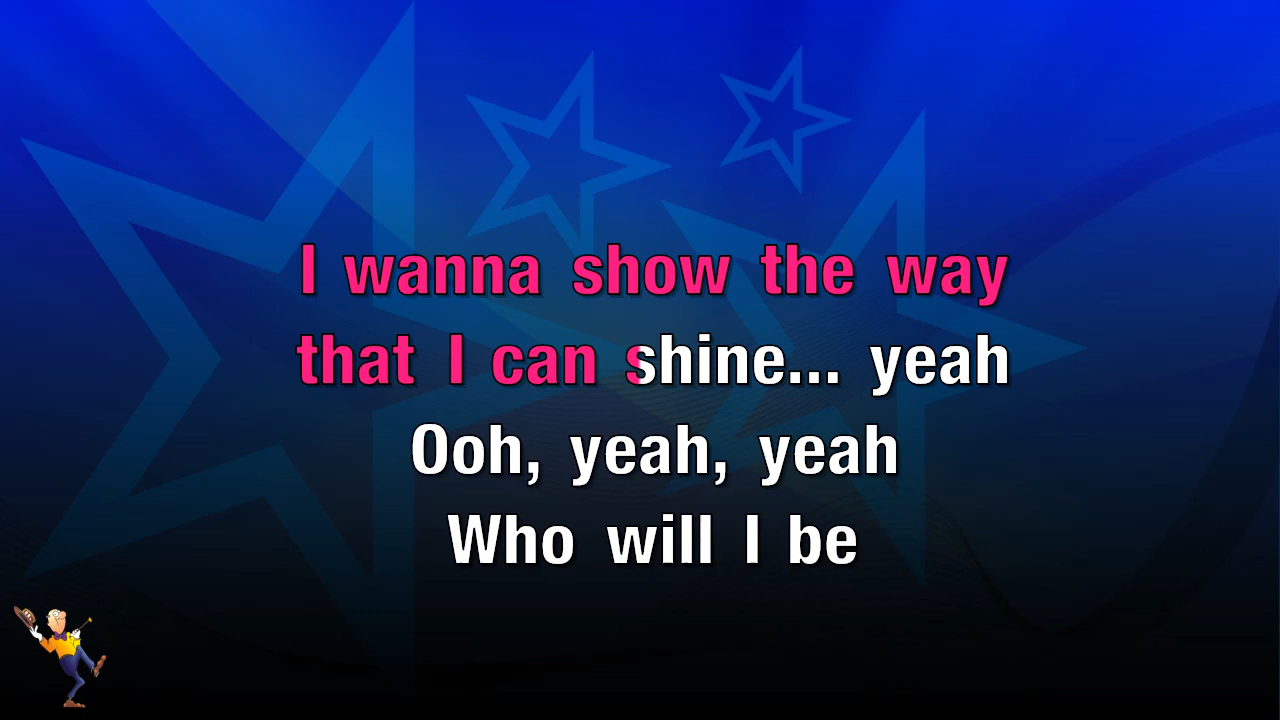 I wanna show the way
that I can shine... yeah
Ooh, yeah, yeah
Who will I be